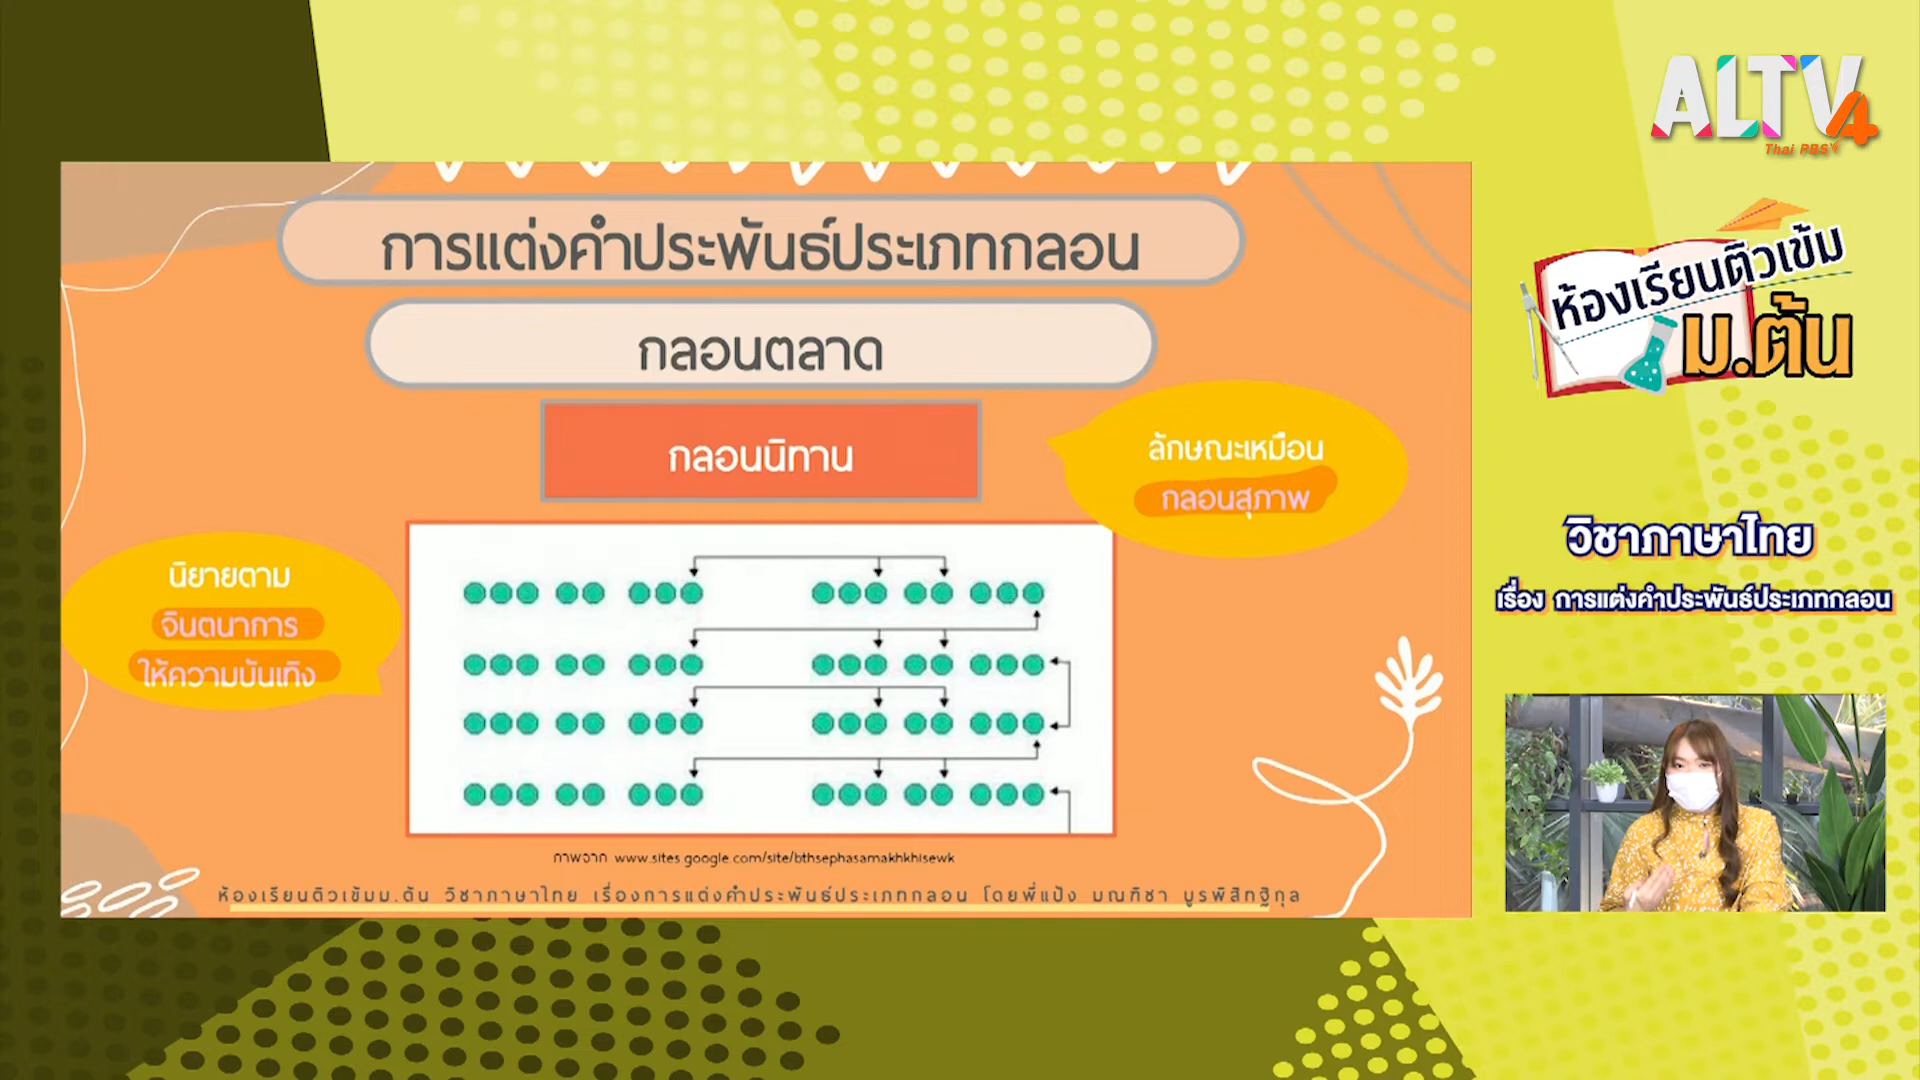 ALTV4
Thai PBS
การแต่งคำประพันธ์ประเภทกลอน
กลอนตลาด
กลอนนิทาน
ลักษณะเหมือน
กลอนสุภาพ
นิยายตาม
จินตนาการ
ให้ความบันเทิง
ภาพจาก www.sites.google.com/site/bthsephasamakhkhisewk
ห้องเรียนติวเข้มม.ต้น วิชาภาษาไทย เรื่องการแต่งคำประพันธ์ประเภทกลอน โดยพี่แป้ง มณฑิชา บูรพิสิทฐิกุล
ห้องเรียนติวเข้ม
ม.ต้น
วิชาภาษาไทย
เรื่อง การแต่งคำประพันธ์ประเภทกลอน